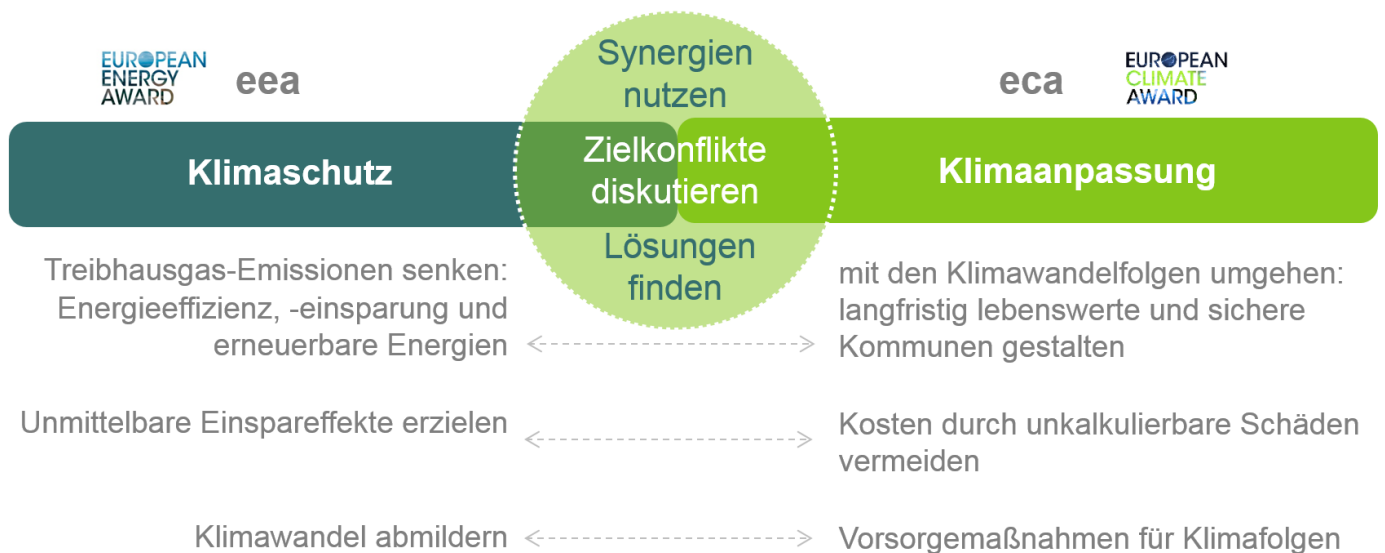 EUROPEAN
ENERGY
AWARD
eea
Synergien
nutzen
eca
EUROPEAN
CLIMATE
AWARD
Klimaschutz
Zielkonflikte
diskutieren
Klimaanpassung
Lösungen
finden
Treibhausgas-Emissionen senken:
Energieeffizienz, -einsparung und
erneuerbare Energien
mit den Klimawandelfolgen umgehen:
langfristig lebenswerte und sichere
Kommunen gestalten
Unmittelbare Einspareffekte erzielen
Kosten durch unkalkulierbare Schäden
vermeiden
Klimawandel abmildern
Vorsorgemaßnahmen für Klimafolgen